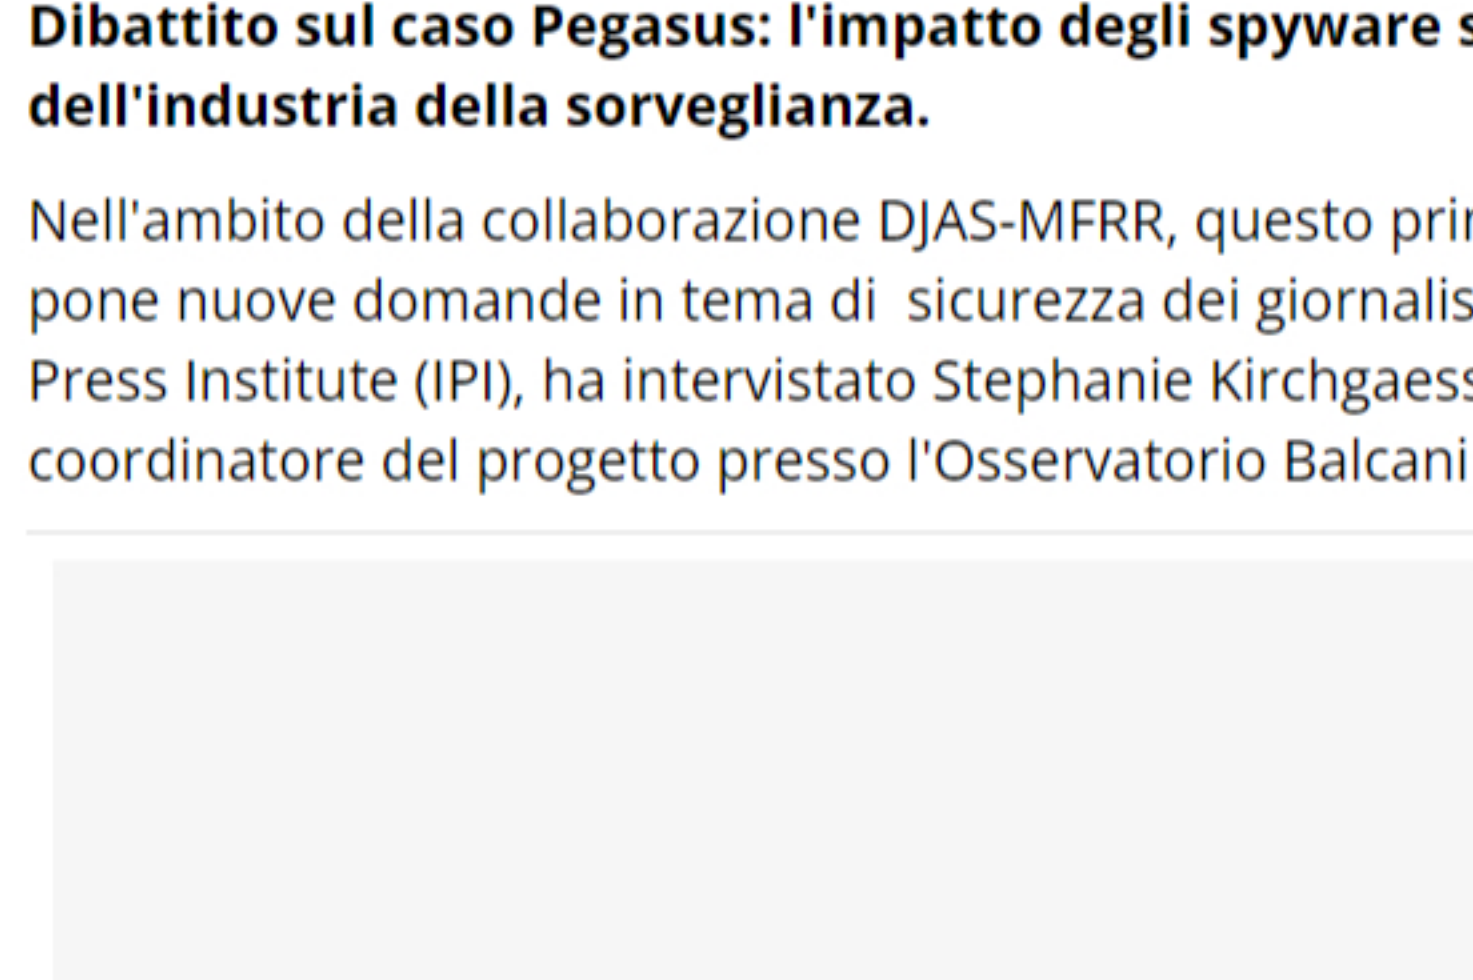 Dibattito sul caso Pegasus: l'impatto degli spyware
dell'industria della sorveglianza.
Nell'ambito della collaborazione DJAS-MFRR, questo
pone nuove domande in tema di  sicurezza dei
Press Institute (IPI), ha intervistato Stephanie
coordinatore del progetto presso l'Osservatorio Balcani